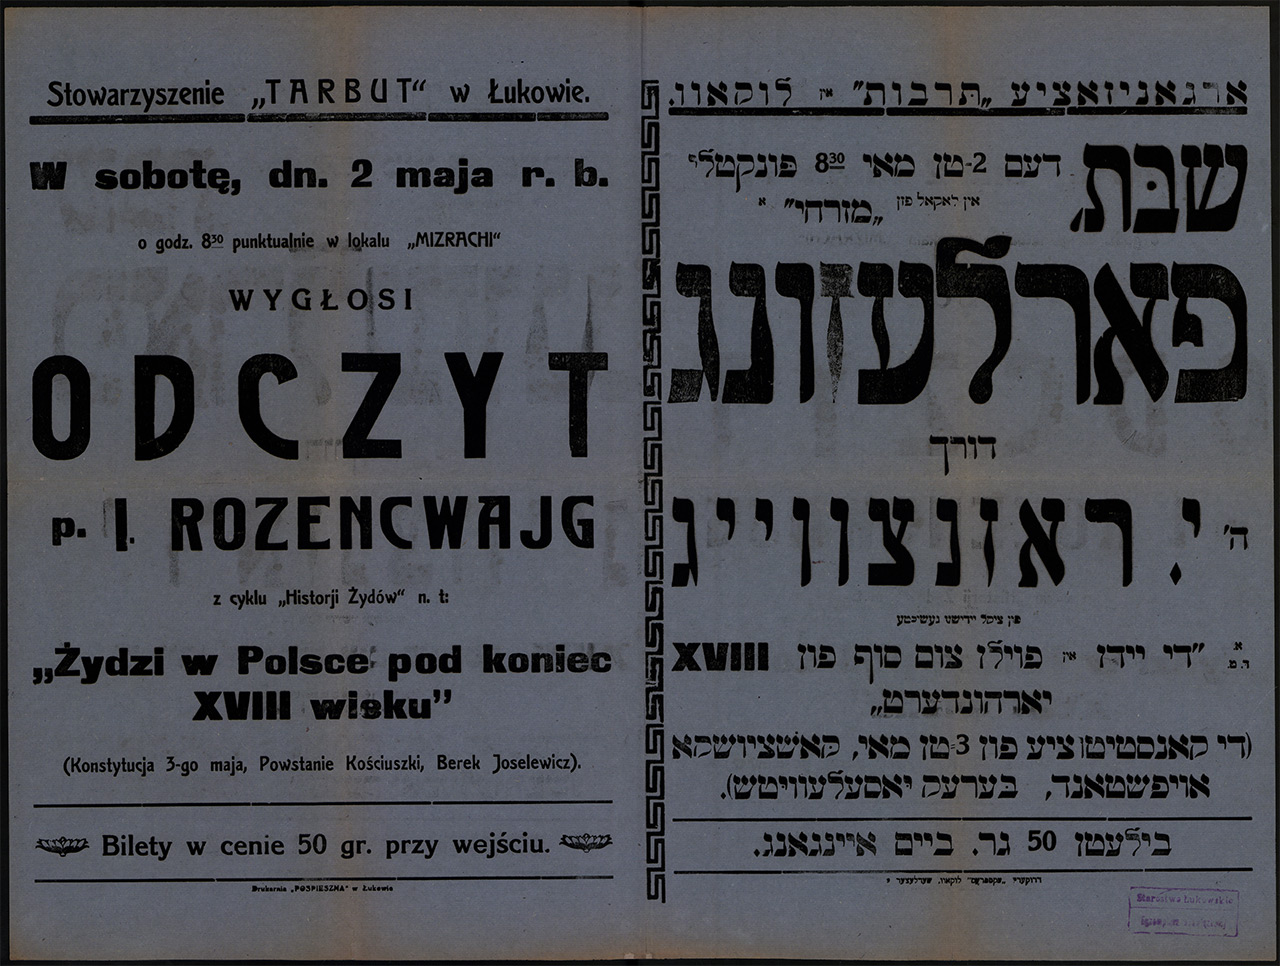 Stowarzyszenie „TARBUT“ w Łukowie.
W sobotę, dn. 2 maja r. b.
o godz. 8³⁰ punktualnie w lokalu „MIZRACHI“
WYGŁOSI
ODCZYT
p. I. ROZENCWAJG
z cyklu „Historji Żydów“ n. t:
„Żydzi w Polsce pod koniec
XVIII wieku”
(Konstytucja 3-go maja, Powstanie Kościuszki, Berek Joselewicz).
Bilety w cenie 50 gr. przy wejściu.
Drukarnia „POSPIESZNA“ w Łukowie
ארגאניזאציע „תרבות” אין לוקאוו.
שבת, דעם 2-טן מאי 8³⁰ פונקטלי
אין לאקאל פון „מזרחי” א
פארלעזונג
דורך
ה' י. ראזנצווייג
פון ציקל יידישע געשיכטע
א. ד. מ. "די יידן אין פוילן צום סוף פון XVIII
יארהונדערט„
(די קאנסטיטוציע פון 3-טן מאי, קאשציושקא
אויפשטאנד, בערעק יאסעלעוויטש).
בילעטן 50 גר. ביים איינגאנג.
Starostwo Łukowskie